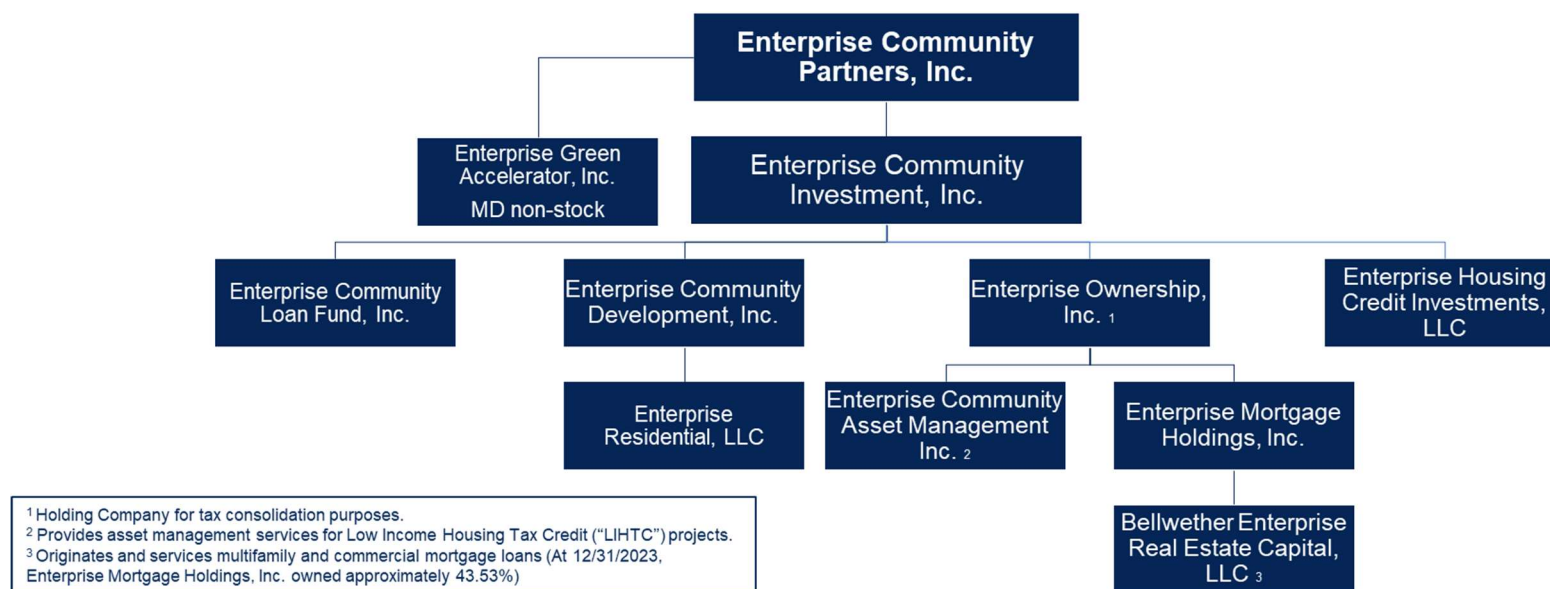 Enterprise Community
Partners, Inc.
Enterprise Green
Accelerator, Inc.
MD non-stock
Enterprise Community
Investment, Inc.
Enterprise Community
Loan Fund, Inc.
Enterprise Community
Development, Inc.
Enterprise Ownership,
Inc. 1
Enterprise Housing
Credit Investments,
LLC
Enterprise
Residential, LLC
Enterprise Community
Asset Management
Inc. 2
Enterprise Mortgage
Holdings, Inc.
Bellwether Enterprise
Real Estate Capital,
LLC 3
1 Holding Company for tax consolidation purposes.
2 Provides asset management services for Low Income Housing Tax Credit (“LIHTC”) projects.
3 Originates and services multifamily and commercial mortgage loans (At 12/31/2023,
Enterprise Mortgage Holdings, Inc. owned approximately 43.53%)